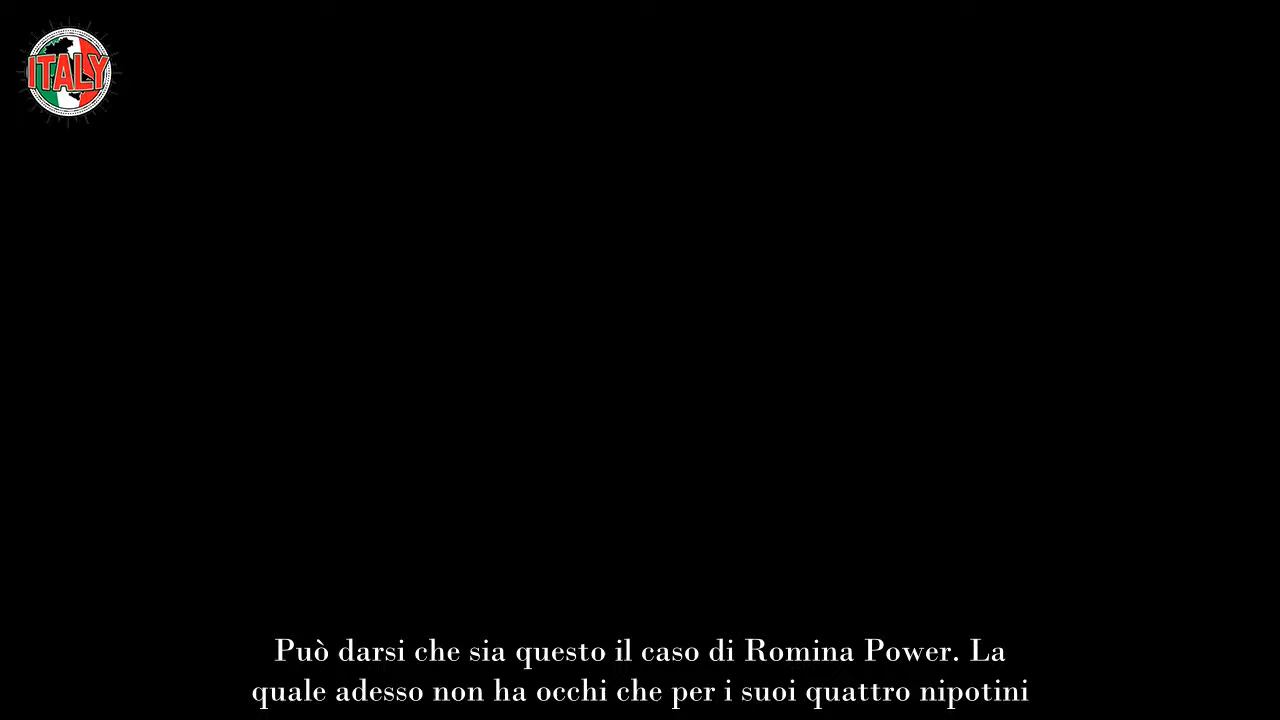 ITALY
Può darsi che sia questo il caso di Romina Power. La
quale adesso non ha occhi che per i suoi quattro nipotini